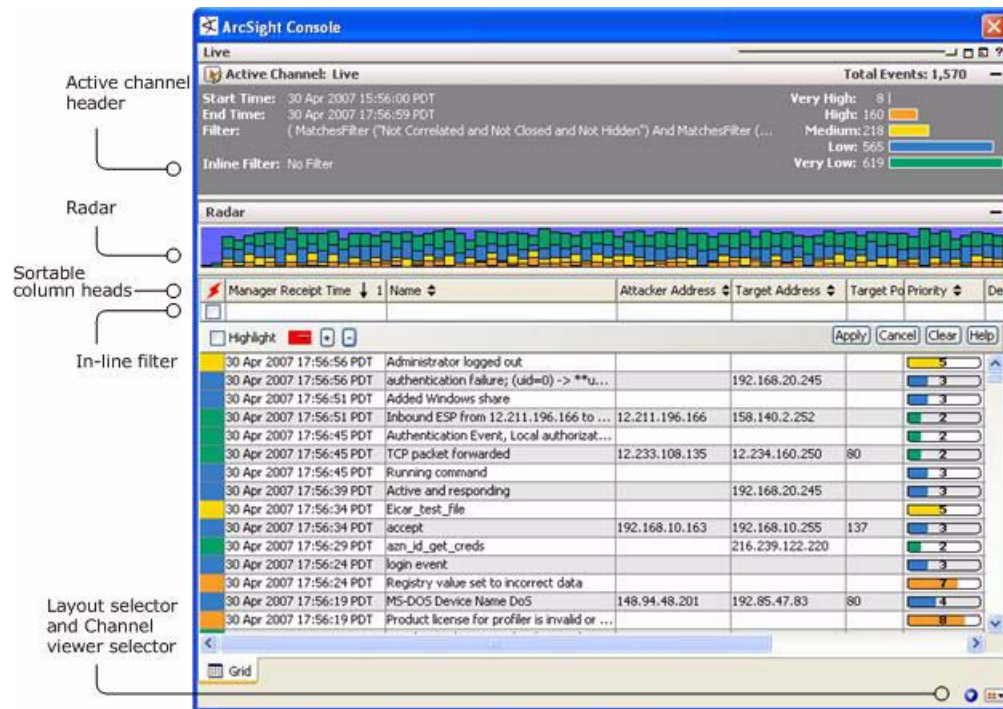 ArcSight Console
Live
Active Channel: Live Total Events: 1,570
Active channel header
Start Time: 30 Apr 2007 15:56:00 PDT
End Time: 30 Apr 2007 17:56:59 PDT
Filter: ( MatchesFilter ("Not Correlated and Not Closed and Not Hidden") And MatchesFilter (...
Inline Filter: No Filter
Very High: 8
High: 160
Medium: 218
Low: 565
Very Low: 619
Radar
Radar
Sortable column heads
Manager Receipt Time 1 Name Attacker Address Target Address Target Po Priority De
In-line filter
Highlight + - Apply Cancel Clear Help
30 Apr 2007 17:56:56 PDT Administrator logged out 5
30 Apr 2007 17:56:56 PDT authentication failure; (uid=0) -> **u... 192.168.20.245 3
30 Apr 2007 17:56:51 PDT Added Windows share 3
30 Apr 2007 17:56:51 PDT Inbound ESP from 12.211.196.166 to ... 12.211.196.166 158.140.2.252 2
30 Apr 2007 17:56:45 PDT Authentication Event, Local authorizat... 2
30 Apr 2007 17:56:45 PDT TCP packet forwarded 12.233.108.135 12.234.160.250 80 2
30 Apr 2007 17:56:45 PDT Running command 3
30 Apr 2007 17:56:39 PDT Active and responding 192.168.20.245 3
30 Apr 2007 17:56:34 PDT Eicar_test_file 5
30 Apr 2007 17:56:34 PDT accept 192.168.10.163 192.168.10.255 137 3
30 Apr 2007 17:56:29 PDT azn_id_get_creds 216.239.122.220 2
30 Apr 2007 17:56:24 PDT login event 3
30 Apr 2007 17:56:24 PDT Registry value set to incorrect data 7
30 Apr 2007 17:56:19 PDT MS-DOS Device Name DoS 148.94.48.201 192.85.47.83 80 4
30 Apr 2007 17:56:19 PDT Product license for profiler is invalid or ... 8
Layout selector and Channel viewer selector
Grid